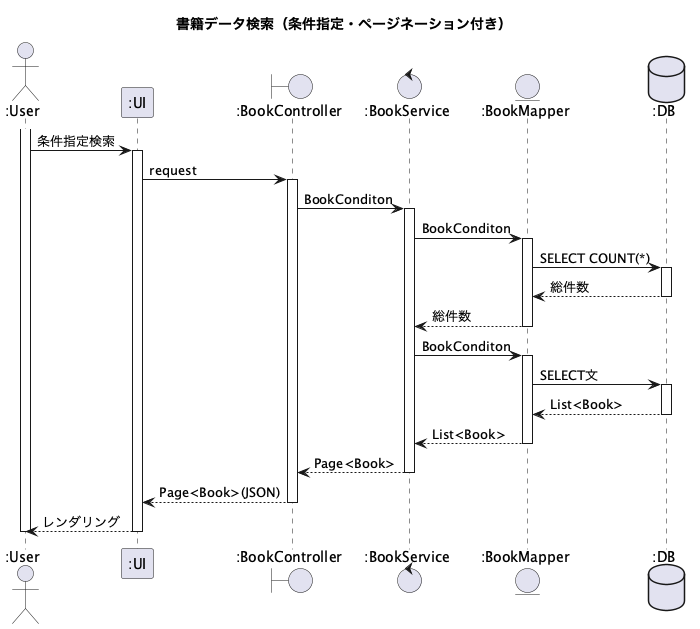 書籍データ検索（条件指定・ページネーション付き）
:User
:UI
:BookController
:BookService
:BookMapper
:DB
条件指定検索
request
BookConditon
BookConditon
SELECT COUNT(*)
総件数
総件数
BookConditon
SELECT文
List<Book>
List<Book>
Page<Book>
Page<Book>(JSON)
レンダリング
:User
:UI
:BookController
:BookService
:BookMapper
:DB